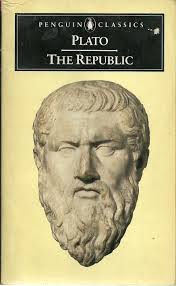 PENGUIN CLASSICS
PLATO
THE REPUBLIC